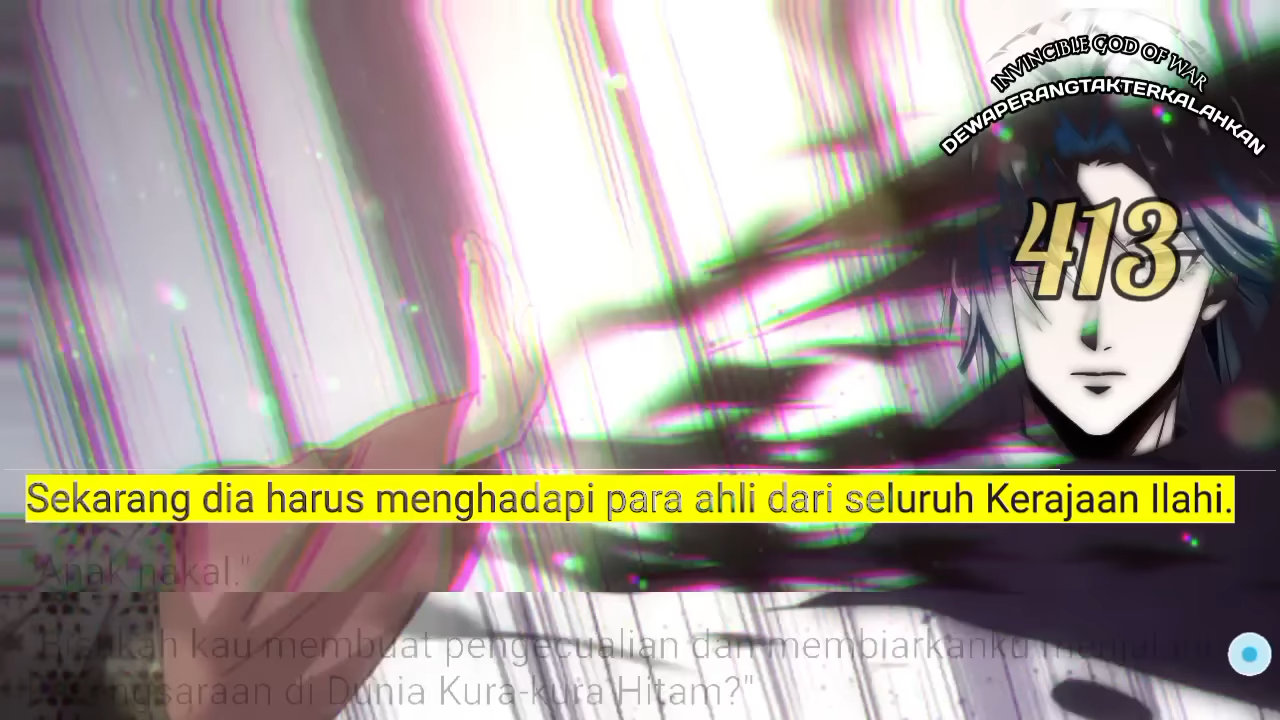 INVINCIBLE GOD OF WAR
DEWAPERANGTAKTERKALAHKAN
413
Sekarang dia harus menghadapi para ahli dari seluruh Kerajaan Ilahi.
"Anak nakal."
kau membuat pengecualian dan membiarkanku
di Dunia Kura-kura Hitam?"